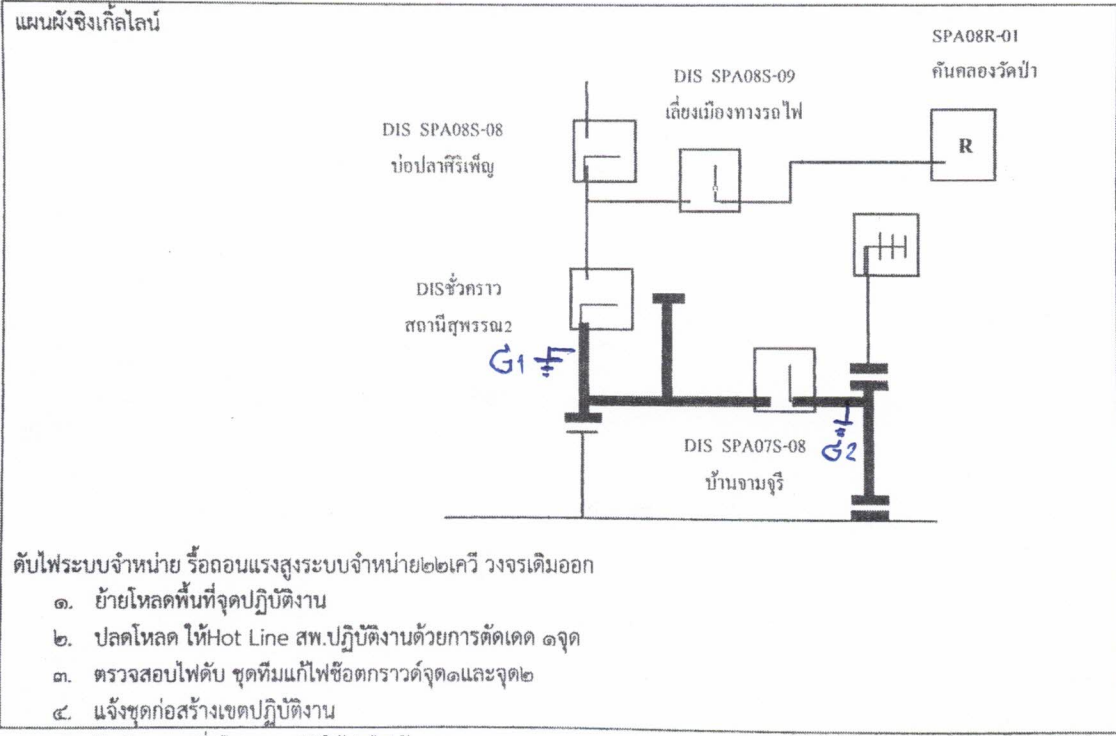 แผนผังซิงเกิ้ลไลน์
SPA08R-01
คันคลองวัดป่า
DIS SPA08S-09
เลี่ยงเมืองทางรถไฟ
DIS SPA08S-08
บ่อปลาศิริเพ็ญ
R
DISชั่วคราว
สถานีสุพรรณ2
G1
DIS SPA07S-08
บ้านจามจุรี
G2
ดับไฟระบบจำหน่าย รื้อถอนแรงสูงระบบจำหน่าย๒๒เควี วงจรเดิมออก
๑. ย้ายโหลดพื้นที่จุดปฏิบัติงาน
๒. ปลดโหลด ให้Hot Line สพ.ปฏิบัติงานด้วยการตัดเดด ๑จุด
๓. ตรวจสอบไฟดับ ชุดทีมแก้ไฟช๊อตกราวด์จุด๑และจุด๒
๔. แจ้งชุดก่อสร้างเขตปฏิบัติงาน